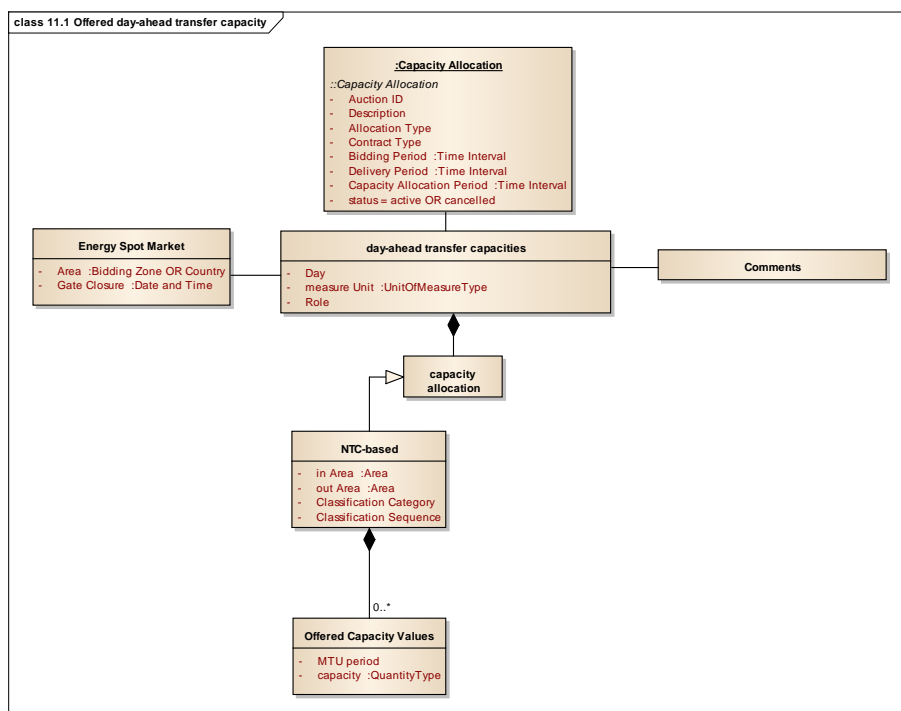 class 11.1 Offered day-ahead transfer capacity
:Capacity Allocation
::Capacity Allocation
- Auction ID
- Description
- Allocation Type
- Contract Type
- Bidding Period :Time Interval
- Delivery Period :Time Interval
- Capacity Allocation Period :Time Interval
- status = active OR cancelled
Energy Spot Market
- Area :Bidding Zone OR Country
- Gate Closure :Date and Time
day-ahead transfer capacities
- Day
- measure Unit :UnitOfMeasureType
- Role
Comments
capacity
allocation
NTC-based
- in Area :Area
- out Area :Area
- Classification Category
- Classification Sequence
0..*
Offered Capacity Values
- MTU period
- capacity :QuantityType